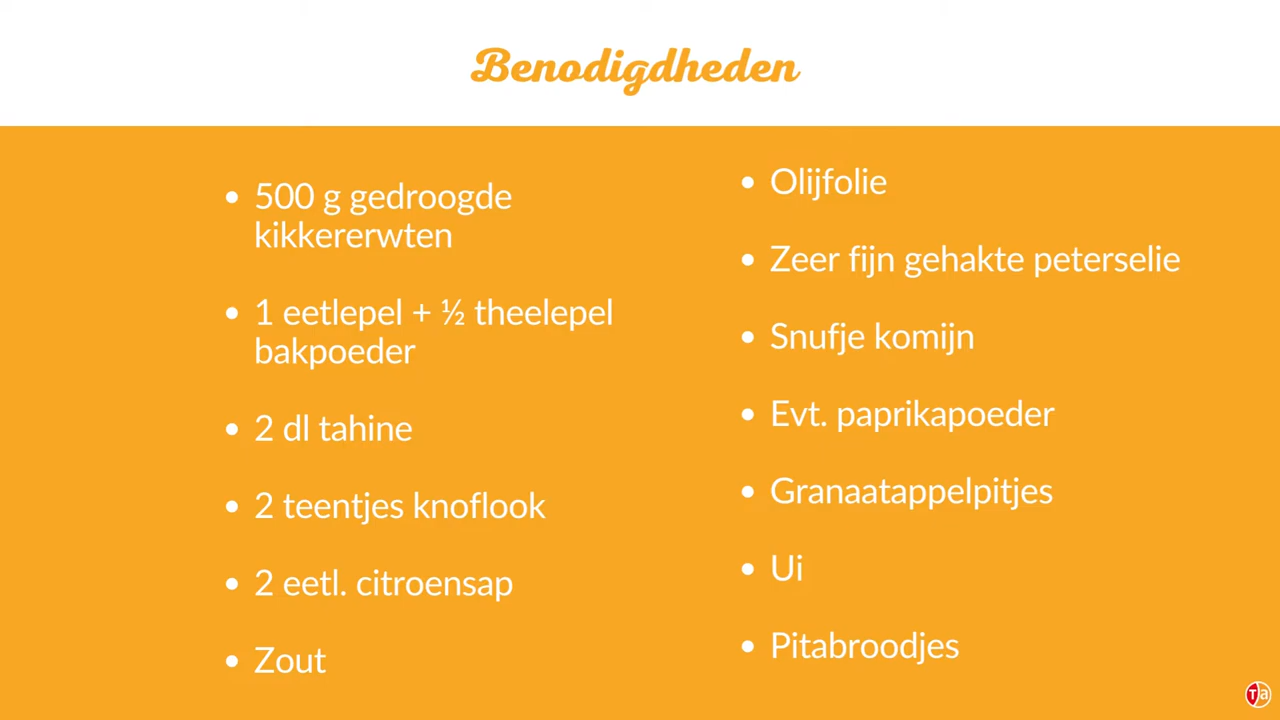 Benodigdheden
• 500 g gedroogde
kikkererwten
• 1 eetlepel + ½ theelepel
bakpoeder
• 2 dl tahine
• 2 teentjes knoflook
• 2 eetl. citroensap
• Zout
• Olijfolie
• Zeer fijn gehakte peterselie
• Snufje komijn
• Evt. paprikapoeder
• Granaatappelpitjes
• Ui
• Pitabroodjes
Ta